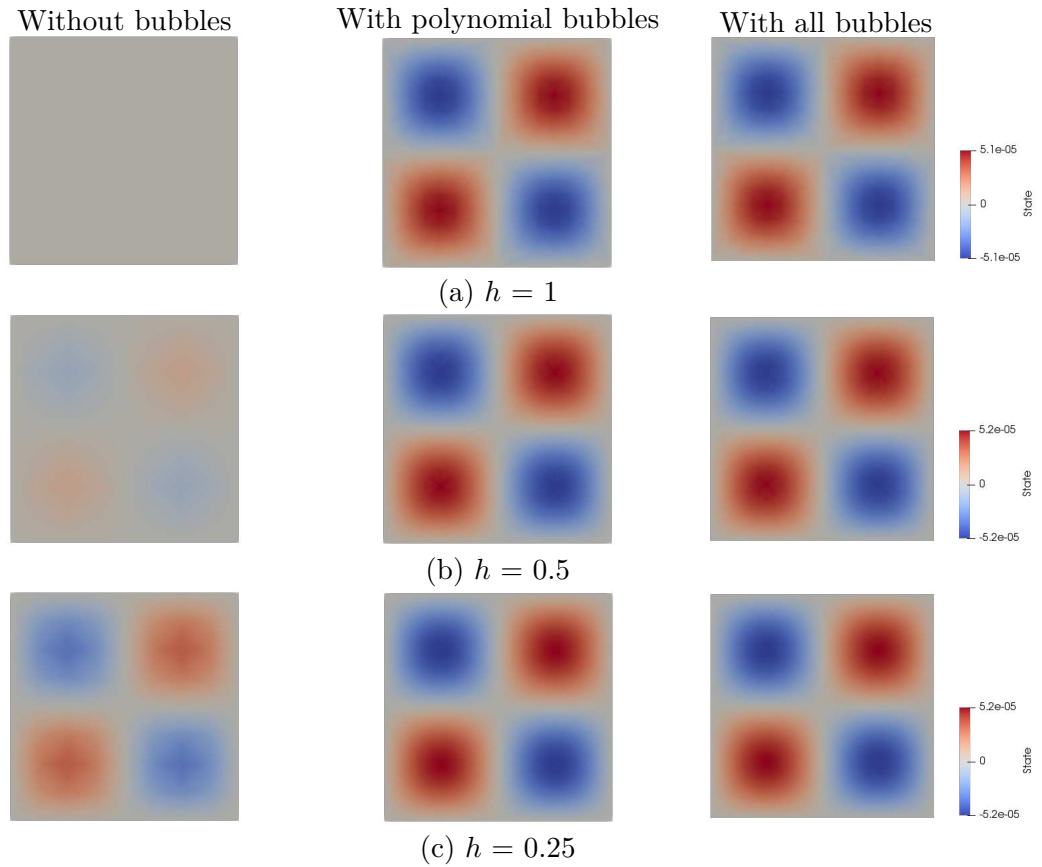 Without bubbles
With polynomial bubbles
With all bubbles
5.1e-05
0
-5.1e-05
State
(a) h = 1
5.2e-05
0
-5.2e-05
State
(b) h = 0.5
5.2e-05
0
-5.2e-05
State
(c) h = 0.25